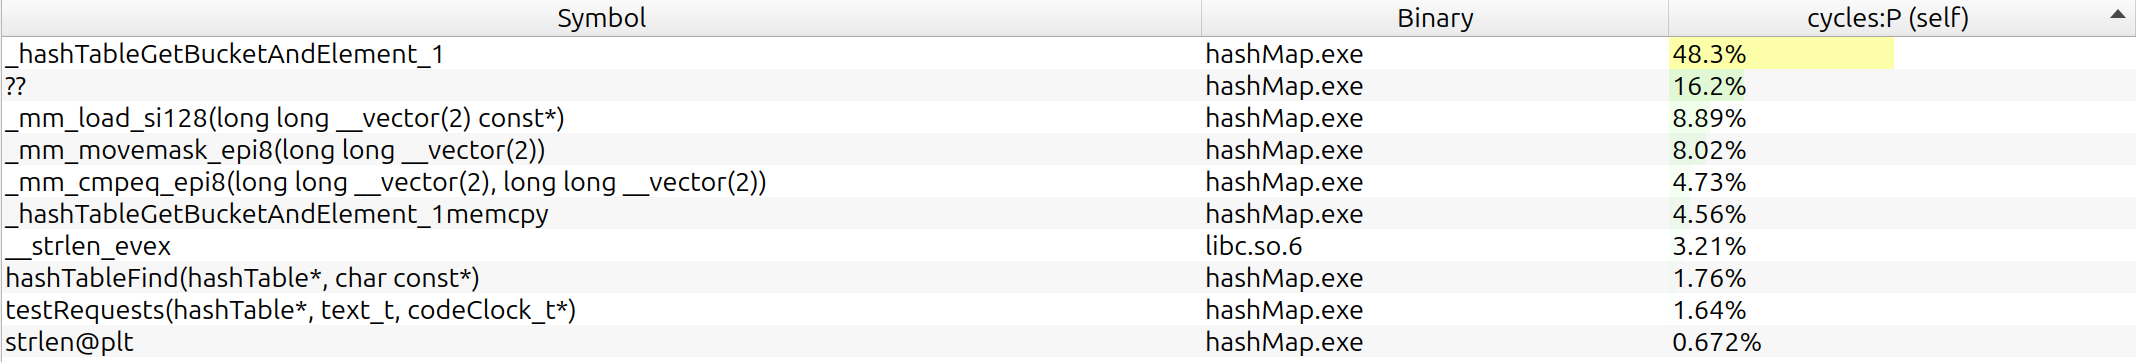 Symbol Binary cycles:P (self)
_hashTableGetBucketAndElement_1 hashMap.exe 48.3%
?? hashMap.exe 16.2%
_mm_load_si128(long long __vector(2) const*) hashMap.exe 8.89%
_mm_movemask_epi8(long long __vector(2)) hashMap.exe 8.02%
_mm_cmpeq_epi8(long long __vector(2), long long __vector(2)) hashMap.exe 4.73%
_hashTableGetBucketAndElement_1memcpy hashMap.exe 4.56%
__strlen_evex libc.so.6 3.21%
hashTableFind(hashTable*, char const*) hashMap.exe 1.76%
testRequests(hashTable*, text_t, codeClock_t*) hashMap.exe 1.64%
strlen@plt hashMap.exe 0.672%